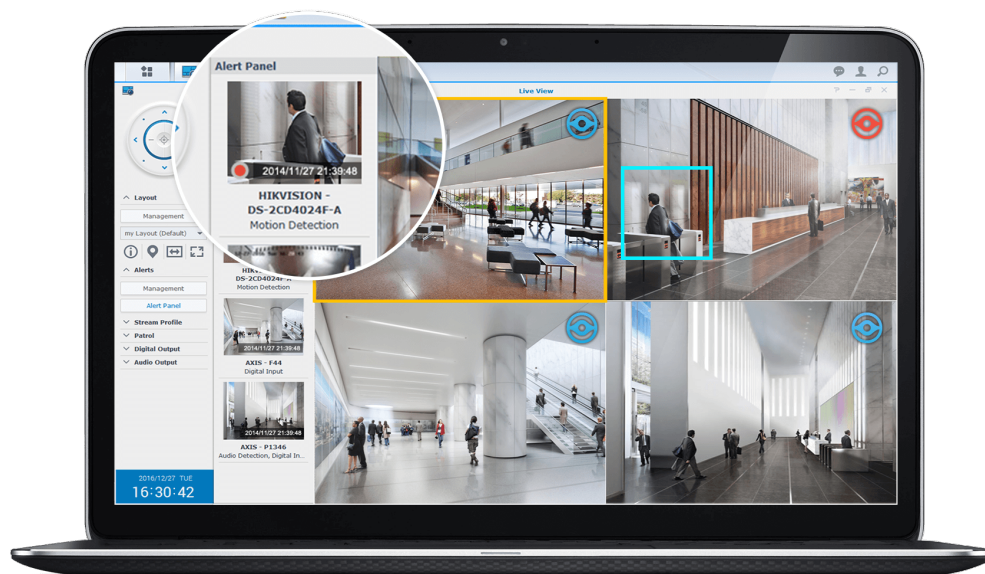 Live View
Alert Panel
2014/11/27 21:39:48
HIKVISION -
DS-2CD4024F-A
Motion Detection
Layout
Management
my Layout (Default)
Alerts
Management
Alert Panel
Stream Profile
Patrol
Digital Output
Audio Output
2016/12/27 TUE
16:30:42
DS-2CD4024F-A
Motion Detection
2014/11/27 21:39:48
AXIS - F44
Digital Input
2014/11/27 21:39:48
AXIS - P1346
Audio Detection, Digital In...